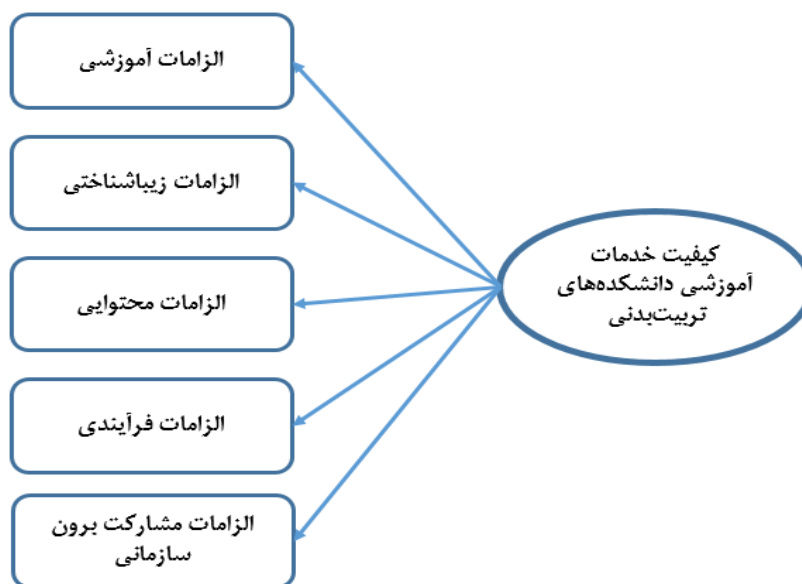 کیفیت خدمات
آموزشی دانشکده‌های
تربیت‌بدنی
الزامات آموزشی
الزامات زیباشناختی
الزامات محتوایی
الزامات فرآیندی
الزامات مشارکت برون
سازمانی